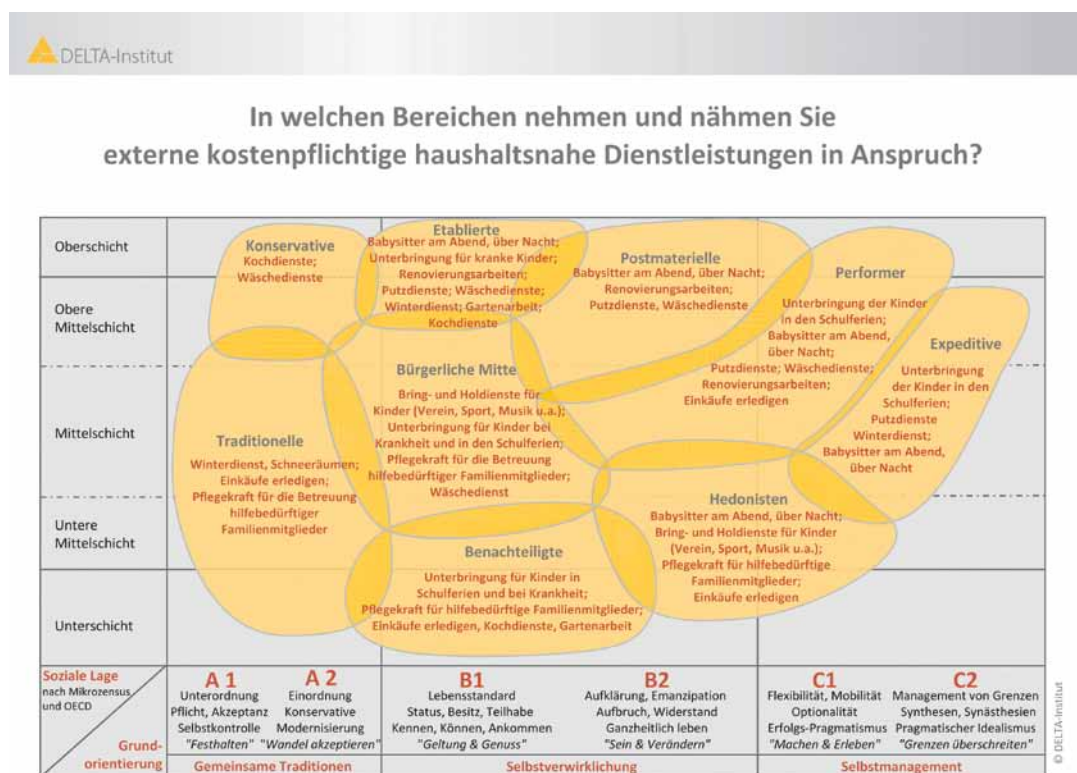 DELTA-Institut
In welchen Bereichen nehmen und nähmen Sie
externe kostenpflichtige haushaltsnahe Dienstleistungen in Anspruch?
Oberschicht
Obere
Mittelschicht
Mittelschicht
Untere
Mittelschicht
Unterschicht
Konservative
Kochdienste;
Wäschedienste
Etablierte
Babysitter am Abend, über Nacht;
Unterbringung für kranke Kinder;
Renovierungsarbeiten;
Putzdienste; Wäschedienste;
Winterdienst; Gartenarbeit;
Kochdienste
Postmaterielle
Babysitter am Abend, über Nacht;
Renovierungsarbeiten;
Putzdienste, Wäschedienste
Performer
Unterbringung der Kinder
in den Schulferien;
Babysitter am Abend,
über Nacht;
Putzdienste; Wäschedienste;
Renovierungsarbeiten;
Einkäufe erledigen
Expeditive
Unterbringung
der Kinder in den
Schulferien;
Putzdienste
Winterdienst;
Babysitter am Abend,
über Nacht
Bürgerliche Mitte
Bring- und Holdienste für
Kinder (Verein, Sport, Musik u.a.);
Unterbringung für Kinder bei
Krankheit und in den Schulferien;
Pflegekraft für die Betreuung
hilfebedürftiger Familienmitglieder;
Wäschedienst
Traditionelle
Winterdienst, Schneeräumen;
Einkäufe erledigen;
Pflegekraft für die Betreuung
hilfebedürftiger
Familienmitglieder
Hedonisten
Babysitter am Abend, über Nacht;
Bring- und Holdienste für Kinder
(Verein, Sport, Musik u.a.);
Pflegekraft für hilfebedürftige
Familienmitglieder;
Einkäufe erledigen
Benachteiligte
Unterbringung für Kinder in
Schulferien und bei Krankheit;
Pflegekraft für hilfebedürftige Familienmitglieder;
Einkäufe erledigen, Kochdienste, Gartenarbeit
Soziale Lage
nach Mikrozensus
und OECD
Grund-
orientierung
A 1
Unterordnung
Pflicht, Akzeptanz
Selbstkontrolle
"Festhalten"
A 2
Einordnung
Konservative
Modernisierung
"Wandel akzeptieren"
B1
Lebensstandard
Status, Besitz, Teilhabe
Kennen, Können, Ankommen
"Geltung & Genuss"
B2
Aufklärung, Emanzipation
Aufbruch, Widerstand
Ganzheitlich leben
"Sein & Verändern"
C1
Flexibilität, Mobilität
Optionalität
Erfolgs-Pragmatismus
"Machen & Erleben"
C2
Management von Grenzen
Synthesen, Synästhesien
Pragmatischer Idealismus
"Grenzen überschreiten"
Gemeinsame Traditionen
Selbstverwirklichung
Selbstmanagement
© DELTA-Institut